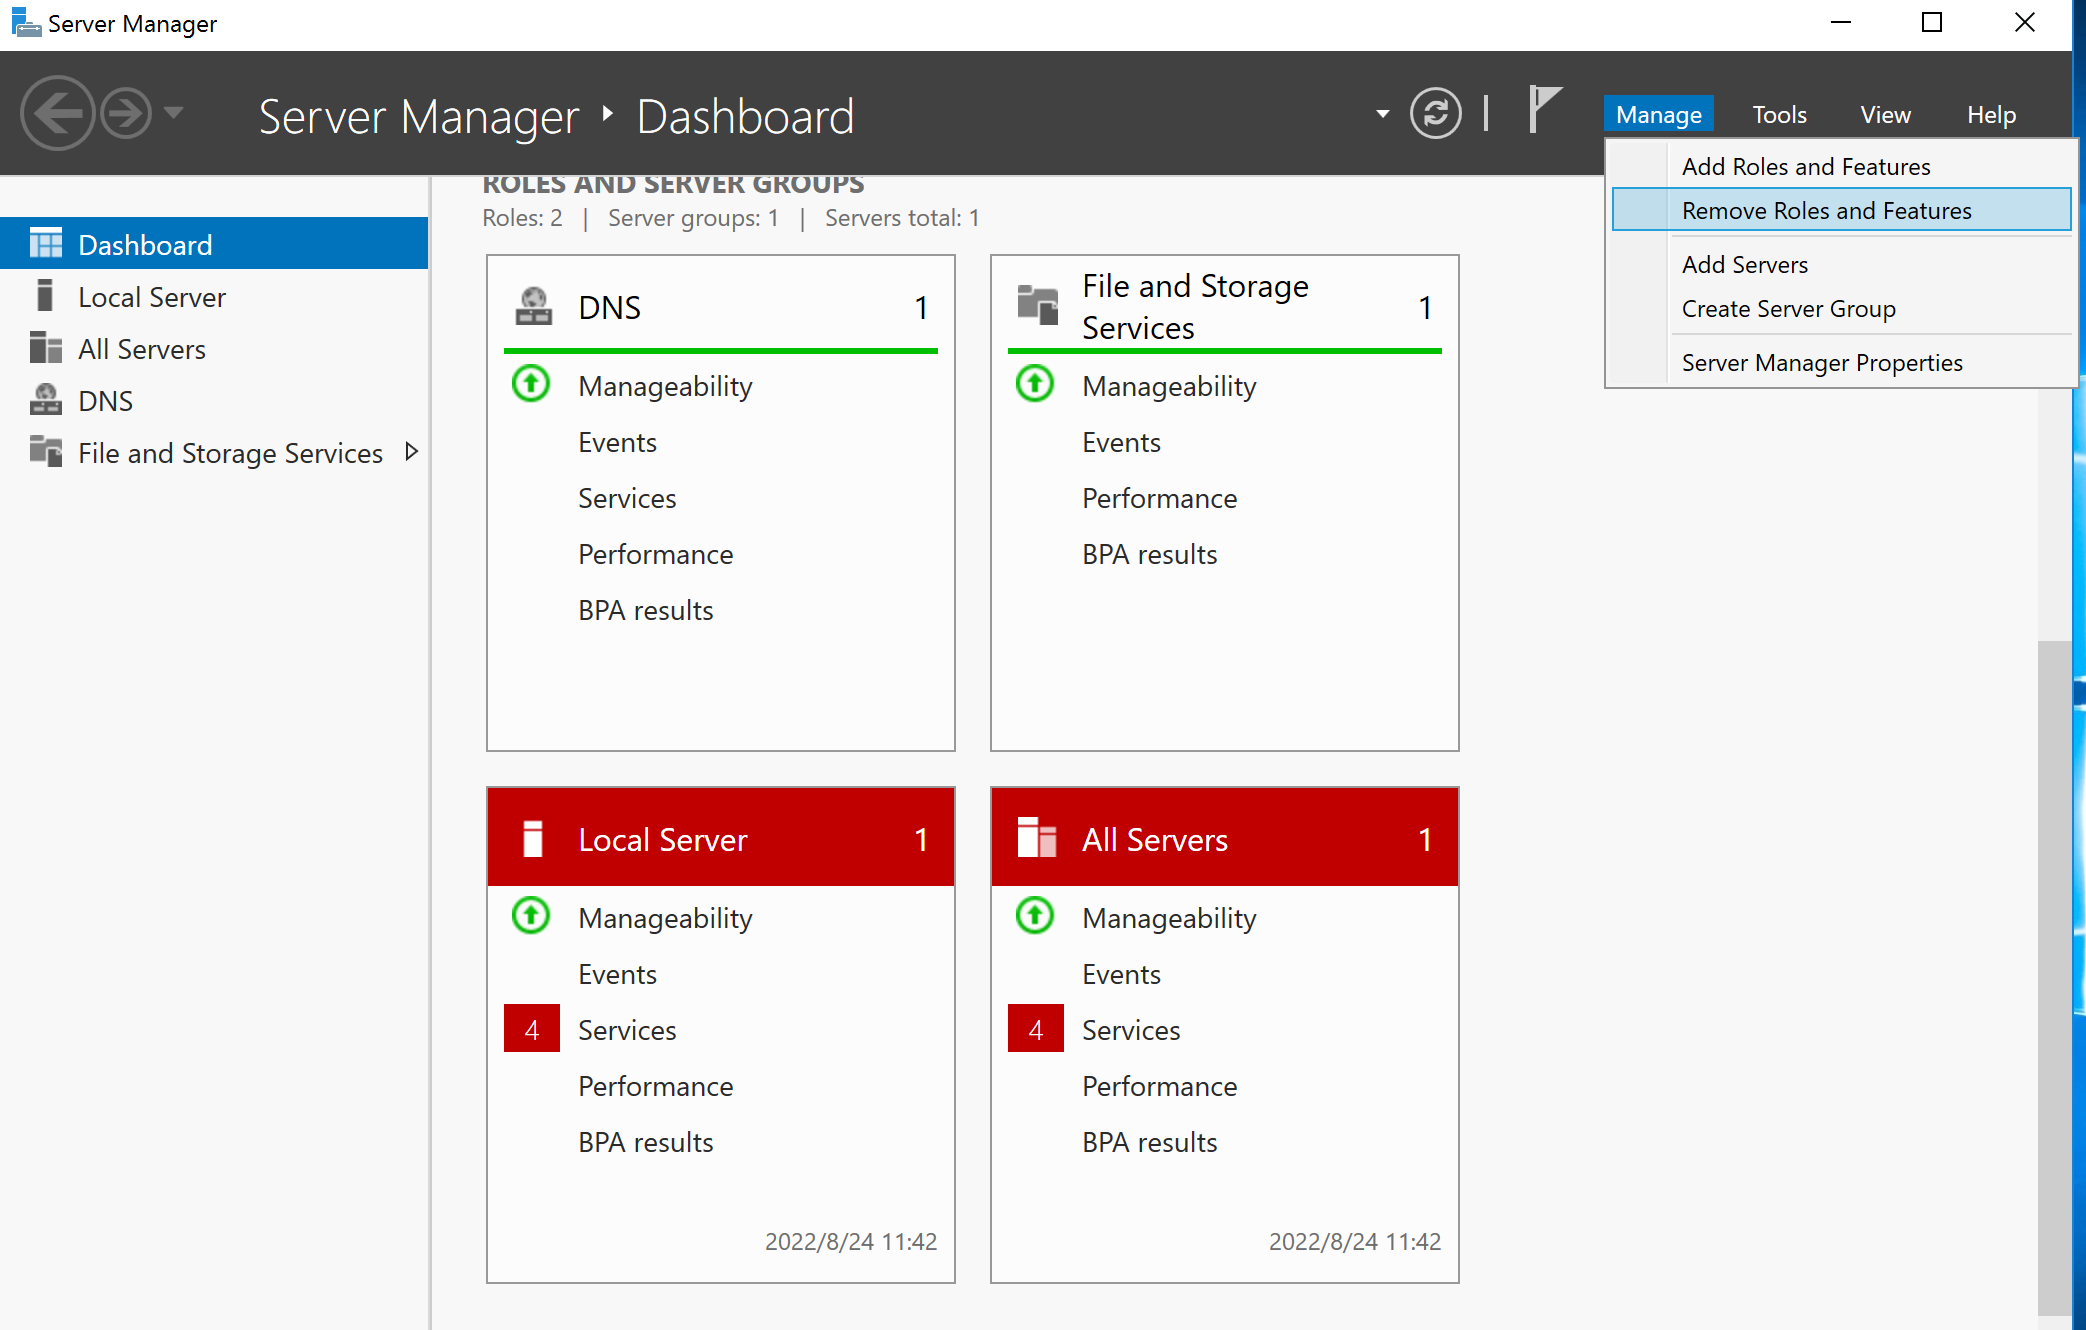 Server Manager
Server Manager Dashboard
Manage Tools View Help
Add Roles and Features
Remove Roles and Features
Add Servers
Create Server Group
Server Manager Properties
Dashboard
Local Server
All Servers
DNS
File and Storage Services
ROLES AND SERVER GROUPS
Roles: 2 | Server groups: 1 | Servers total: 1
DNS 1
Manageability
Events
Services
Performance
BPA results
File and Storage
Services 1
Manageability
Events
Performance
BPA results
Local Server 1
Manageability
Events
4 Services
Performance
BPA results
2022/8/24 11:42
All Servers 1
Manageability
Events
4 Services
Performance
BPA results
2022/8/24 11:42